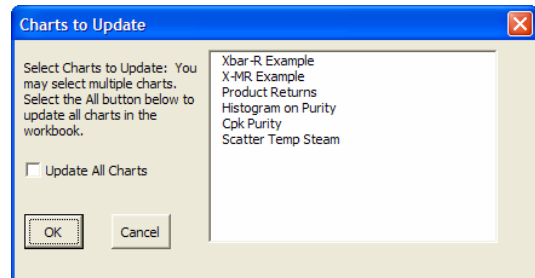 Charts to Update
Select Charts to Update: You
may select multiple charts.
Select the All button below to
update all charts in the
workbook.
Update All Charts
OK
Cancel
Xbar-R Example
X-MR Example
Product Returns
Histogram on Purity
Cpk Purity
Scatter Temp Steam